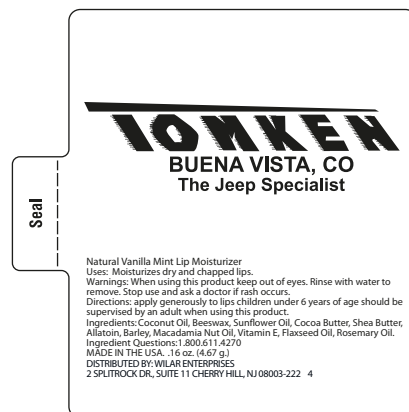 TOMKEN
BUENA VISTA, CO
The Jeep Specialist
Seal
Natural Vanilla Mint Lip Moisturizer
Uses: Moisturizes dry and chapped lips.
Warnings: When using this product keep out of eyes. Rinse with water to
remove. Stop use and ask a doctor if rash occurs.
Directions: apply generously to lips children under 6 years of age should be
supervised by an adult when using this product.
Ingredients: Coconut Oil, Beeswax, Sunflower Oil, Cocoa Butter, Shea Butter,
Allatoin, Barley, Macadamia Nut Oil, Vitamin E, Flaxseed Oil, Rosemary Oil.
Ingredient Questions:1.800.611.4270
MADE IN THE USA. .16 oz. (4.67 g.)
DISTRIBUTED BY: WILAR ENTERPRISES
2 SPLITROCK DR., SUITE 11 CHERRY HILL, NJ 08003-222 4